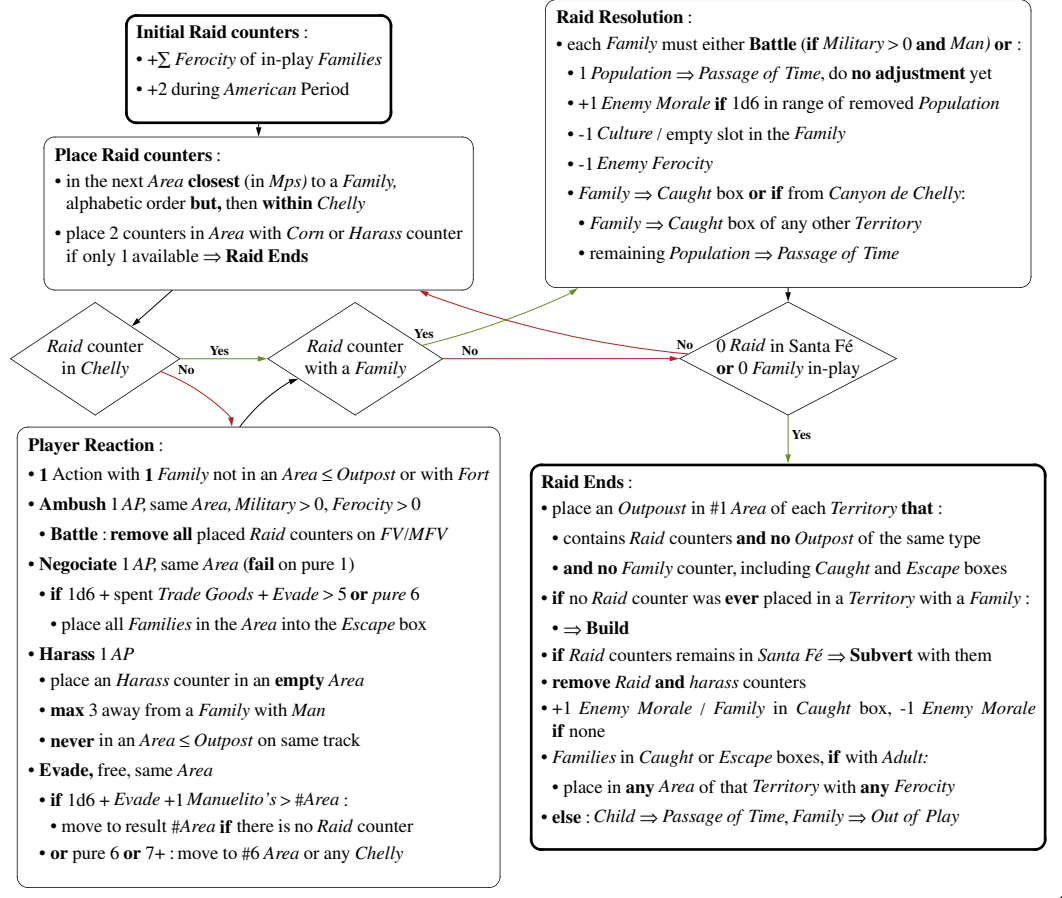 Initial Raid counters :
• +∑ Ferocity of in-play Families
• +2 during American Period
Place Raid counters :
• in the next Area closest (in Mps) to a Family,
alphabetic order but, then within Chelly
• place 2 counters in Area with Corn or Harass counter
if only 1 available ⇒ Raid Ends
Raid Resolution :
• each Family must either Battle (if Military > 0 and Man) or :
• 1 Population ⇒ Passage of Time, do no adjustment yet
• +1 Enemy Morale if 1d6 in range of removed Population
• -1 Culture / empty slot in the Family
• -1 Enemy Ferocity
• Family ⇒ Caught box or if from Canyon de Chelly:
• Family ⇒ Caught box of any other Territory
• remaining Population ⇒ Passage of Time
Raid counter
in Chelly
Yes
No
Raid counter
with a Family
Yes
No
No
0 Raid in Santa Fé
or 0 Family in-play
Yes
Player Reaction :
• 1 Action with 1 Family not in an Area ≤ Outpost or with Fort
• Ambush 1 AP, same Area, Military > 0, Ferocity > 0
• Battle : remove all placed Raid counters on FV/MFV
• Negociate 1 AP, same Area (fail on pure 1)
• if 1d6 + spent Trade Goods + Evade > 5 or pure 6
• place all Families in the Area into the Escape box
• Harass 1 AP
• place an Harass counter in an empty Area
• max 3 away from a Family with Man
• never in an Area ≤ Outpost on same track
• Evade, free, same Area
• if 1d6 + Evade +1 Manuelito's > #Area :
• move to result #Area if there is no Raid counter
• or pure 6 or 7+ : move to #6 Area or any Chelly
Raid Ends :
• place an Outpoust in #1 Area of each Territory that :
• contains Raid counters and no Outpost of the same type
• and no Family counter, including Caught and Escape boxes
• if no Raid counter was ever placed in a Territory with a Family :
• ⇒ Build
• if Raid counters remains in Santa Fé ⇒ Subvert with them
• remove Raid and harass counters
• +1 Enemy Morale / Family in Caught box, -1 Enemy Morale
if none
• Families in Caught or Escape boxes, if with Adult:
• place in any Area of that Territory with any Ferocity
• else : Child ⇒ Passage of Time, Family ⇒ Out of Play